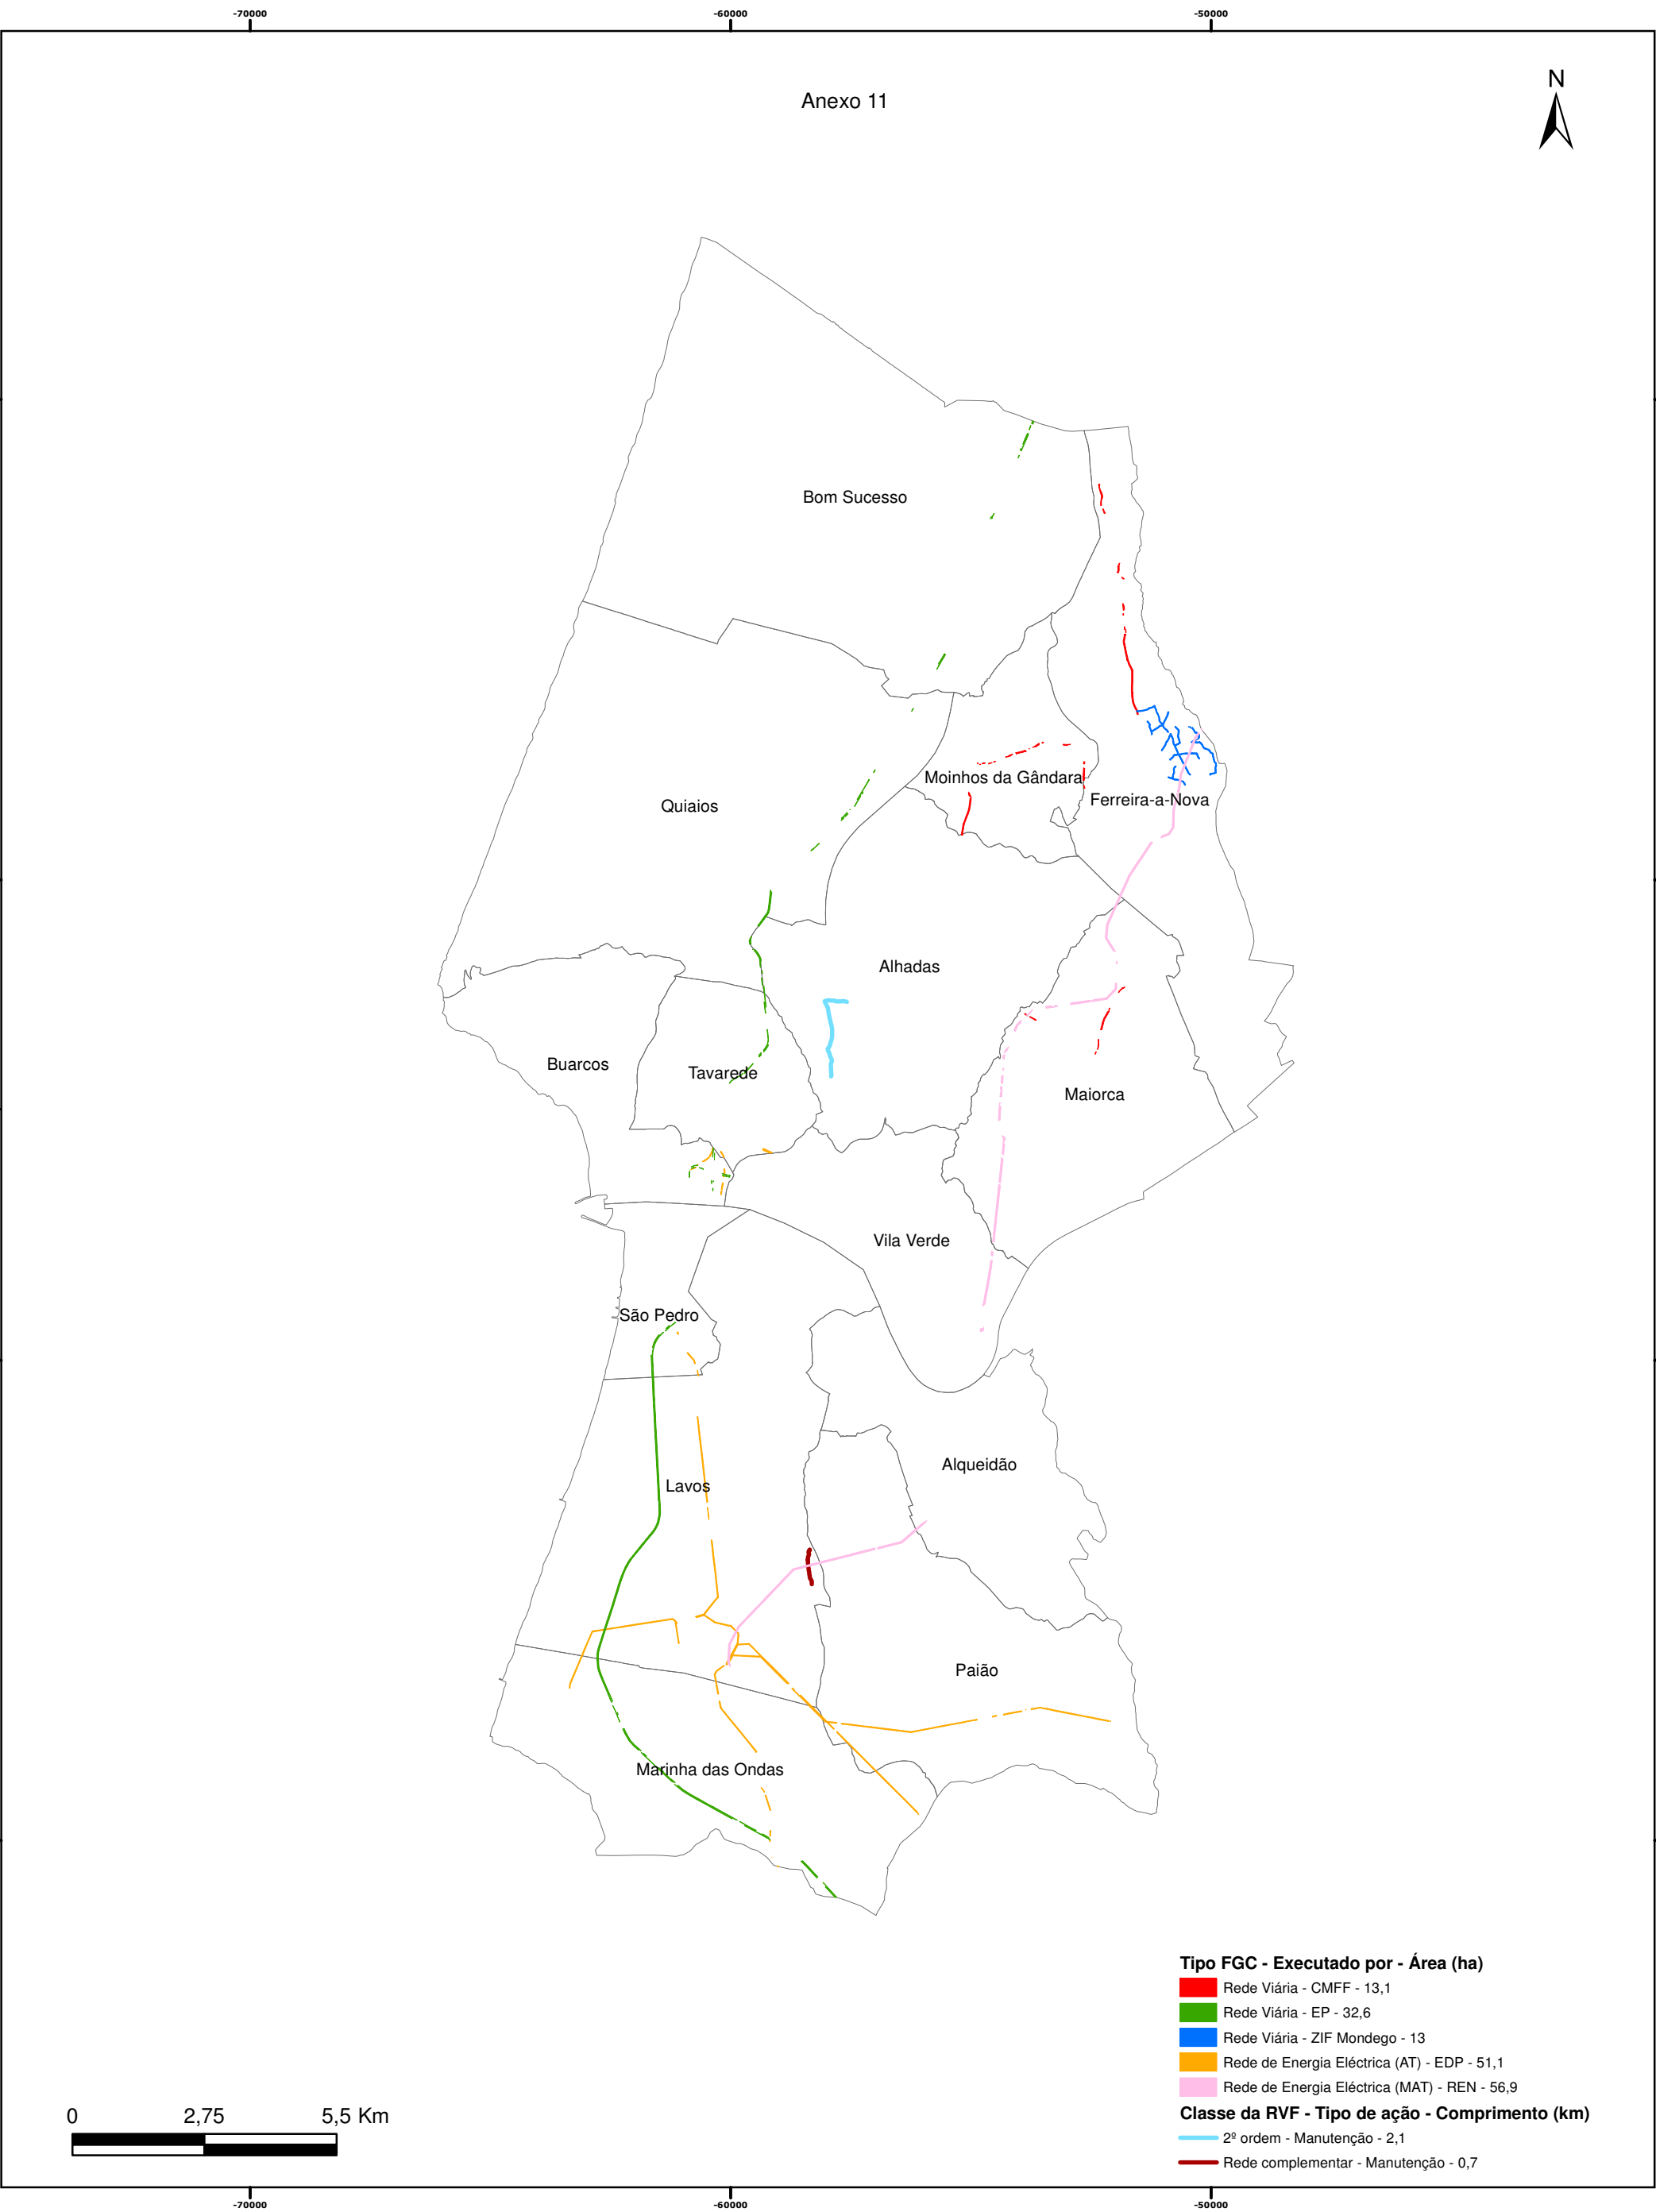 -70000 -60000 -50000
N
Anexo 11
Bom Sucesso
Moinhos da Gândara
Quiaios
Ferreira-a-Nova
Alhadas
Buarcos
Tavarede
Maiorca
Vila Verde
São Pedro
Alqueidão
Lavos
Paião
Marinha das Ondas
Tipo FGC - Executado por - Área (ha)
Rede Viária - CMFF - 13,1
Rede Viária - EP - 32,6
Rede Viária - ZIF Mondego - 13
Rede de Energia Eléctrica (AT) - EDP - 51,1
Rede de Energia Eléctrica (MAT) - REN - 56,9
Classe da RVF - Tipo de ação - Comprimento (km)
2º ordem - Manutenção - 2,1
Rede complementar - Manutenção - 0,7
0 2,75 5,5 Km
-70000 -60000 -50000